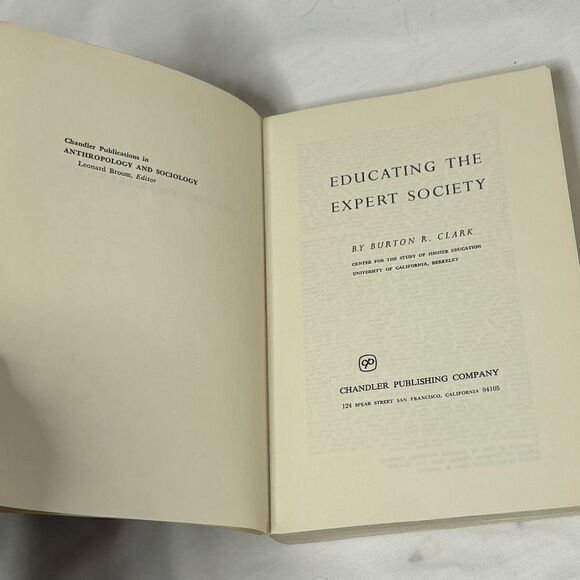 Chandler Publications in
ANTHROPOLOGY AND SOCIOLOGY
Leonard Broom, Editor
EDUCATING THE
EXPERT SOCIETY
BY BURTON R. CLARK
CENTER FOR THE STUDY OF HIGHER EDUCATION
UNIVERSITY OF CALIFORNIA, BERKELEY
CHANDLER PUBLISHING COMPANY
124 SPEAR STREET SAN FRANCISCO, CALIFORNIA 94105